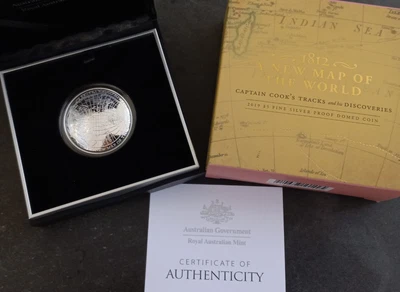 INDIAN SEA
1812
NEW MAP OF
THE WORLD
CAPTAIN COOK'S TRACKS and his DISCOVERIES
2019 $5 FINE SILVER PROOF DOMED COIN
Australian Government
Royal Australian Mint
CERTIFICATE OF
AUTHENTICITY